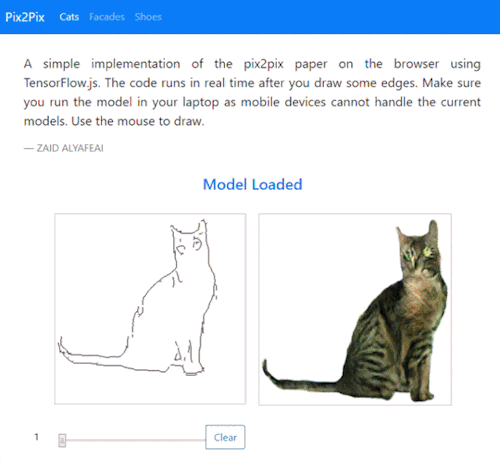 Pix2Pix Cats Facades Shoes
A simple implementation of the pix2pix paper on the browser using
TensorFlow.js. The code runs in real time after you draw some edges. Make sure
you run the model in your laptop as mobile devices cannot handle the current
models. Use the mouse to draw.
— ZAID ALYAFEAI
Model Loaded
1 Clear